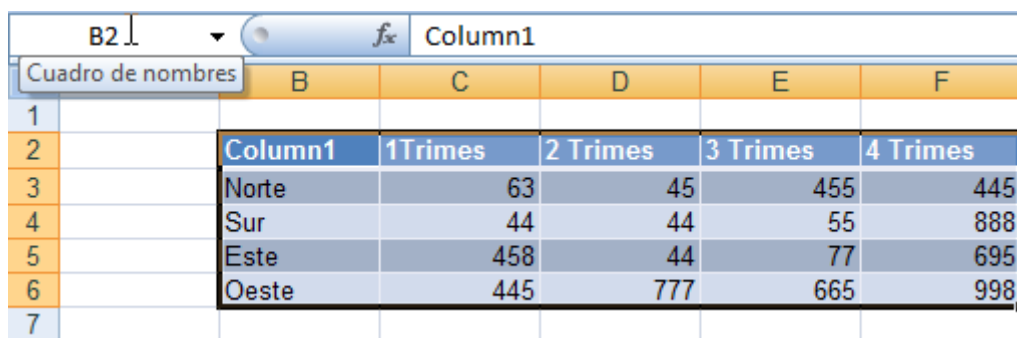 B2 fx Column1
Cuadro de nombres B C D E F
1
2 Column1 1Trimes 2 Trimes 3 Trimes 4 Trimes
3 Norte 63 45 455 445
4 Sur 44 44 55 888
5 Este 458 44 77 695
6 Oeste 445 777 665 998
7